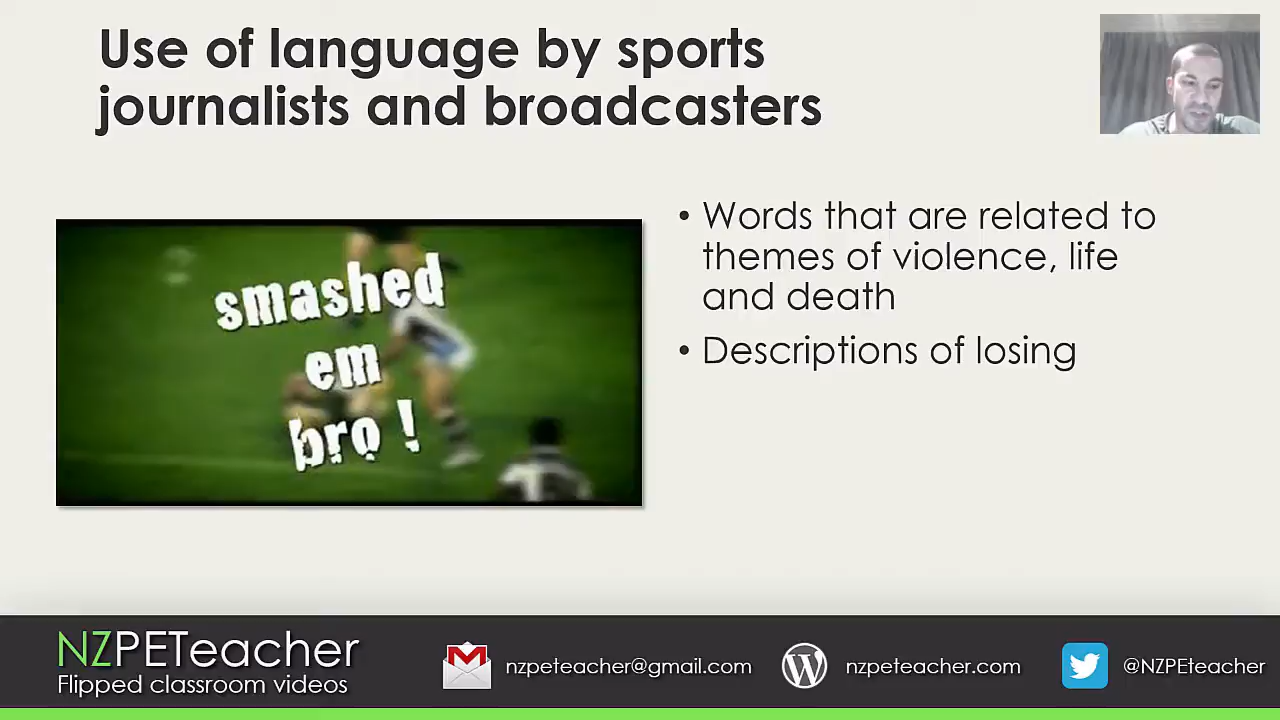 Use of language by sports
journalists and broadcasters
smashed
em
bro !
• Words that are related to
themes of violence, life
and death
• Descriptions of losing
NZPETeacher
Flipped classroom videos
nzpeteacher@gmail.com
nzpeteacher.com
@NZPEteacher